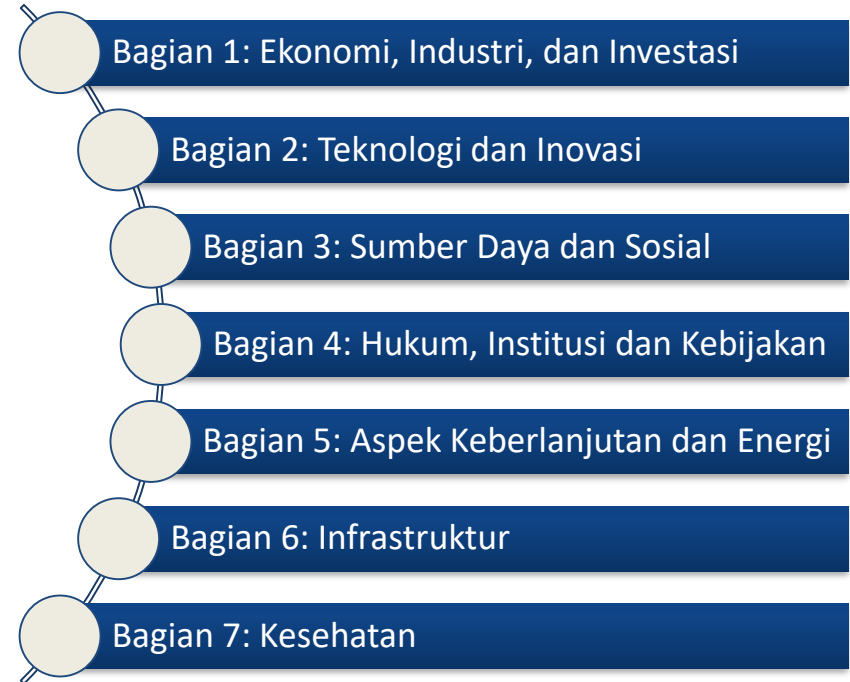 Bagian 1: Ekonomi, Industri, dan Investasi
Bagian 2: Teknologi dan Inovasi
Bagian 3: Sumber Daya dan Sosial
Bagian 4: Hukum, Institusi dan Kebijakan
Bagian 5: Aspek Keberlanjutan dan Energi
Bagian 6: Infrastruktur
Bagian 7: Kesehatan